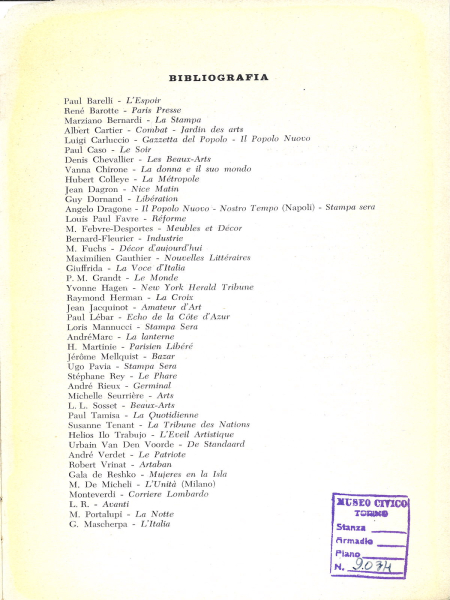 BIBLIOGRAFIA
Paul Barelli - L'Espoir
René Barotte - Paris Presse
Marziano Bernardi - La Stampa
Albert Cartier - Combat - Jardin des arts
Luigi Carluccio - Gazzetta del Popolo - Il Popolo Nuovo
Paul Caso - Le Soir
Denis Chevallier - Les Beaux-Arts
Vanna Chirone - La donna e il suo mondo
Hubert Colleye - La Métropole
Jean Dagron - Nice Matin
Guy Dornand - Libération
Angelo Dragone - Il Popolo Nuovo - Nostro Tempo (Napoli) - Stampa sera
Louis Paul Favre - Réforme
M. Febvre-Desportes - Meubles et Décor
Bernard-Fleurier - Industrie
M. Fuchs - Décor d'aujourd'hui
Maximilien Gauthier - Nouvelles Littéraires
Giuffrida - La Voce d'Italia
P. M. Grandt - Le Monde
Yvonne Hagen - New York Herald Tribune
Raymond Herman - La Croix
Jean Jacquinot - Amateur d'Art
Paul Lébar - Echo de la Côte d'Azur
Loris Mannucci - Stampa Sera
AndréMarc - La lanterne
H. Martinie - Parisien Libéré
Jérôme Mellquist - Bazar
Ugo Pavia - Stampa Sera
Stéphane Rey - Le Phare
André Rieux - Germinal
Michelle Seurrière - Arts
L. L. Sosset - Beaux-Arts
Paul Tamisa - La Quotidienne
Susanne Tenant - La Tribune des Nations
Helios Ilo Trabujo - L'Eveil Artistique
Urbain Van Den Voorde - De Standaard
André Verdet - Le Patriote
Robert Vrinat - Artaban
Gala de Reshko - Mujeres en la Isla
M. De Micheli - L'Unità (Milano)
Monteverdi - Corriere Lombardo
L. R. - Avanti
M. Portalupi - La Notte
G. Mascherpa - L'Italia
MUSEO CIVICO
TORINO
Stanza
Armadio
Piano
N. 9074